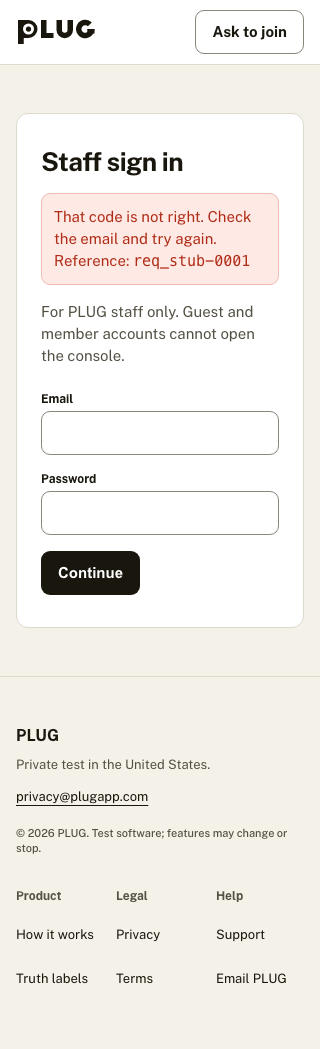 PLUG
Ask to join
Staff sign in
That code is not right. Check
the email and try again.
Reference: req_stub-0001
For PLUG staff only. Guest and
member accounts cannot open
the console.
Email
Password
Continue
PLUG
Private test in the United States.
privacy@plugapp.com
© 2026 PLUG. Test software; features may change or
stop.
Product
Legal
Help
How it works
Privacy
Support
Truth labels
Terms
Email PLUG